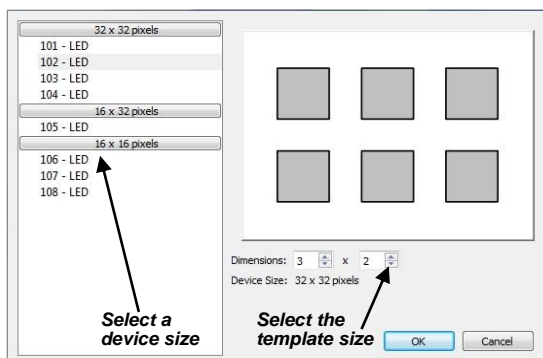 32 x 32 pixels
101 - LED
102 - LED
103 - LED
104 - LED
16 x 32 pixels
105 - LED
16 x 16 pixels
106 - LED
107 - LED
108 - LED
Dimensions: 3 x 2
Device Size: 32 x 32 pixels
Select a
device size
Select the
template size
OK
Cancel